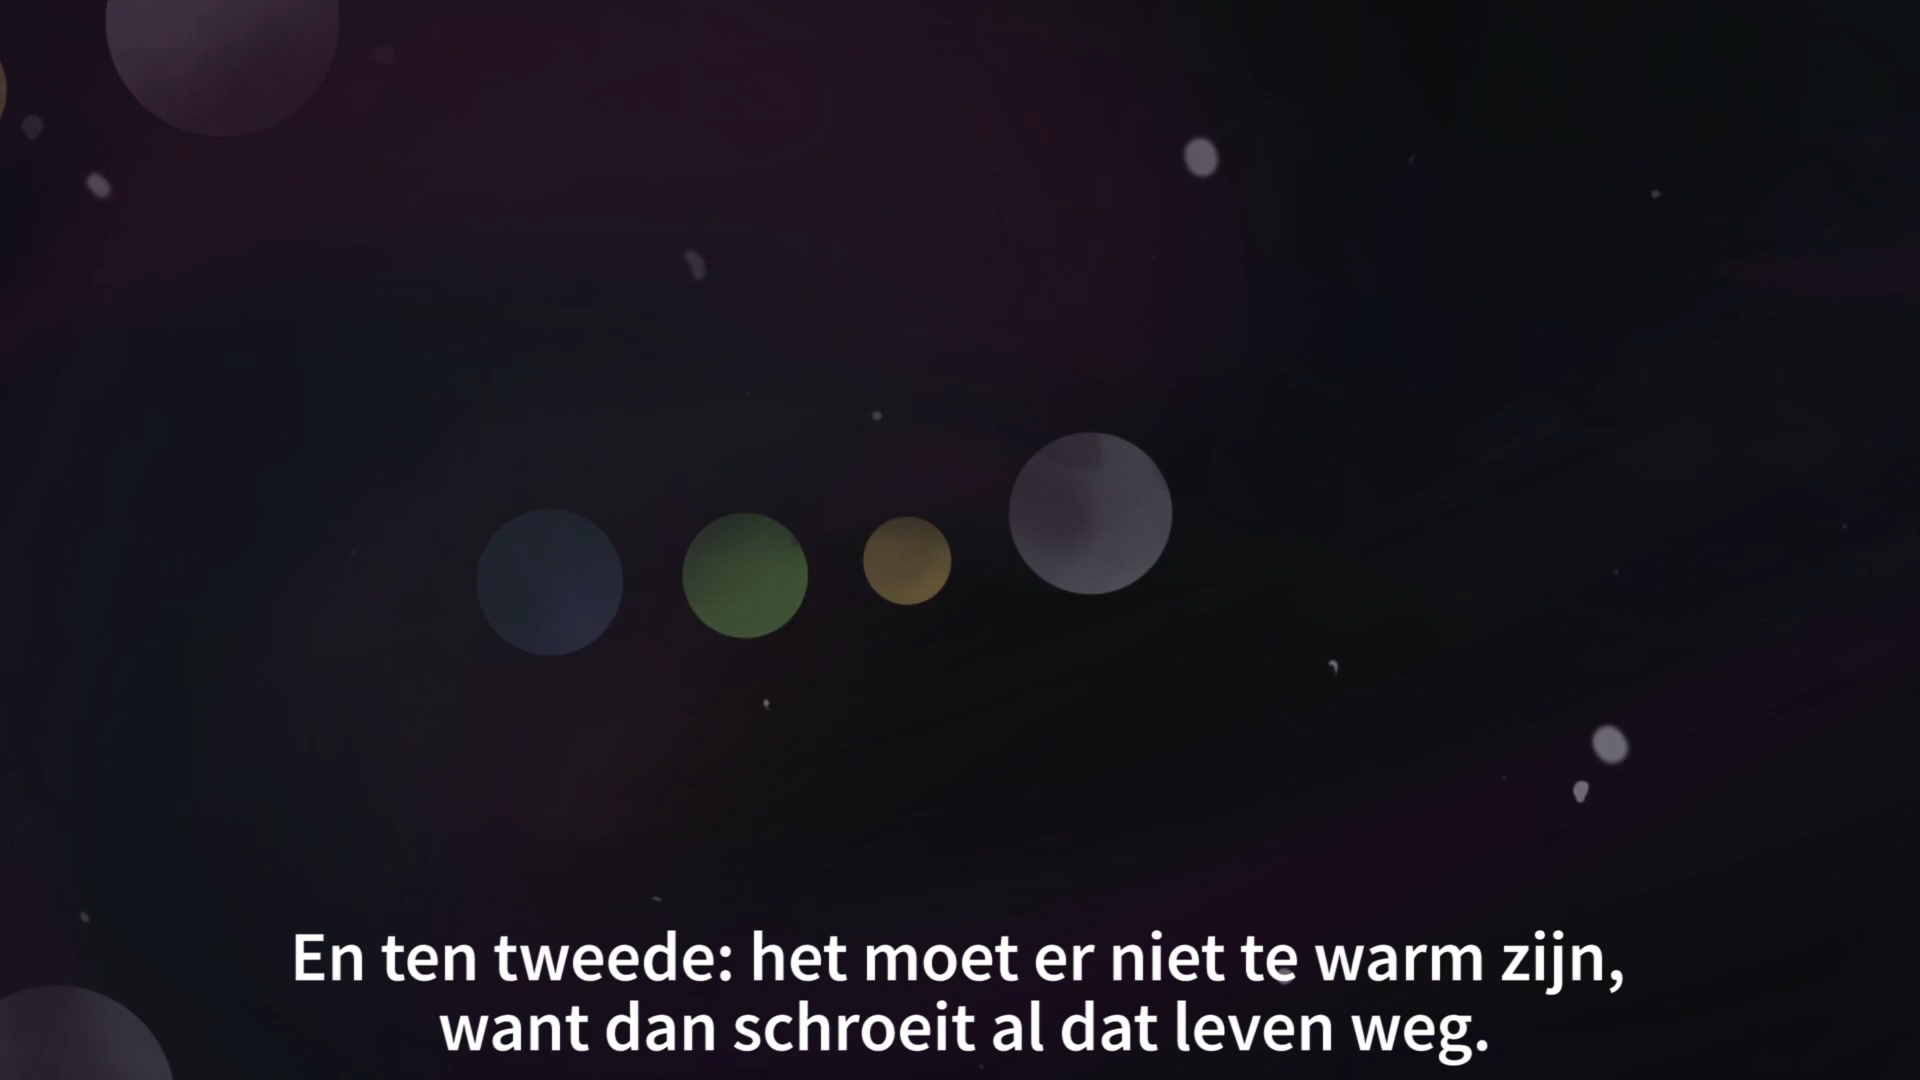 En ten tweede: het moet er niet te warm zijn,
want dan schroeit al dat leven weg.